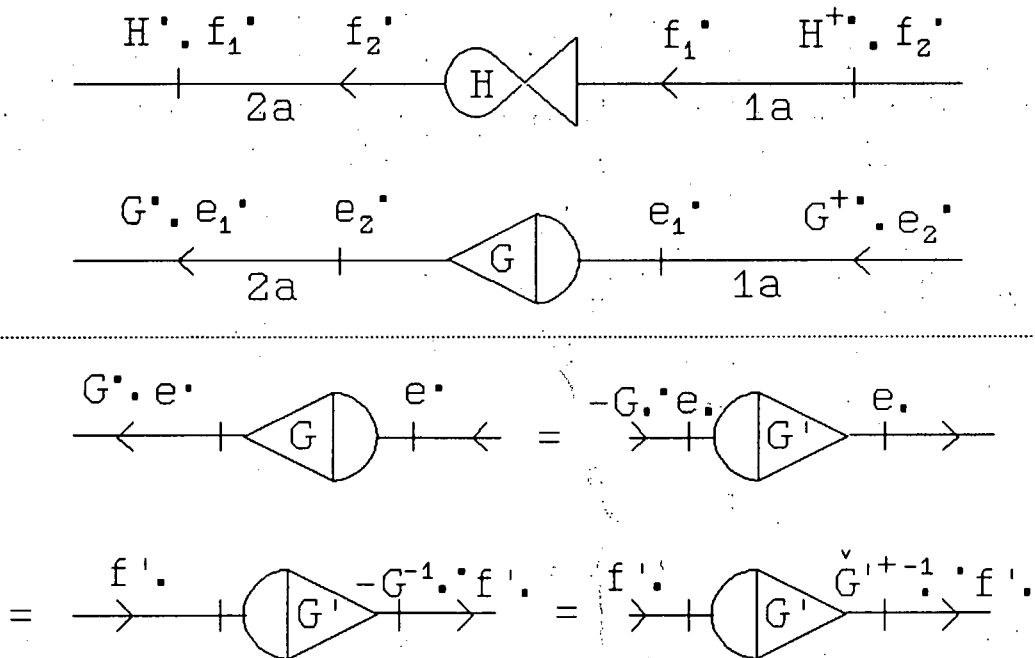 H▪. f₁▪ f₂▪ H f₁▪ H⁺▪. f₂▪
2a 1a
G▪. e₁▪ e₂▪ G e₁▪ G⁺▪. e₂▪
2a 1a
G▪. e▪ G e▪ = -G.▪ e. G' e.
= f'. G' -G⁻¹.▪ f'. = f'. G' Ǧ'⁺⁻¹.▪ f'.